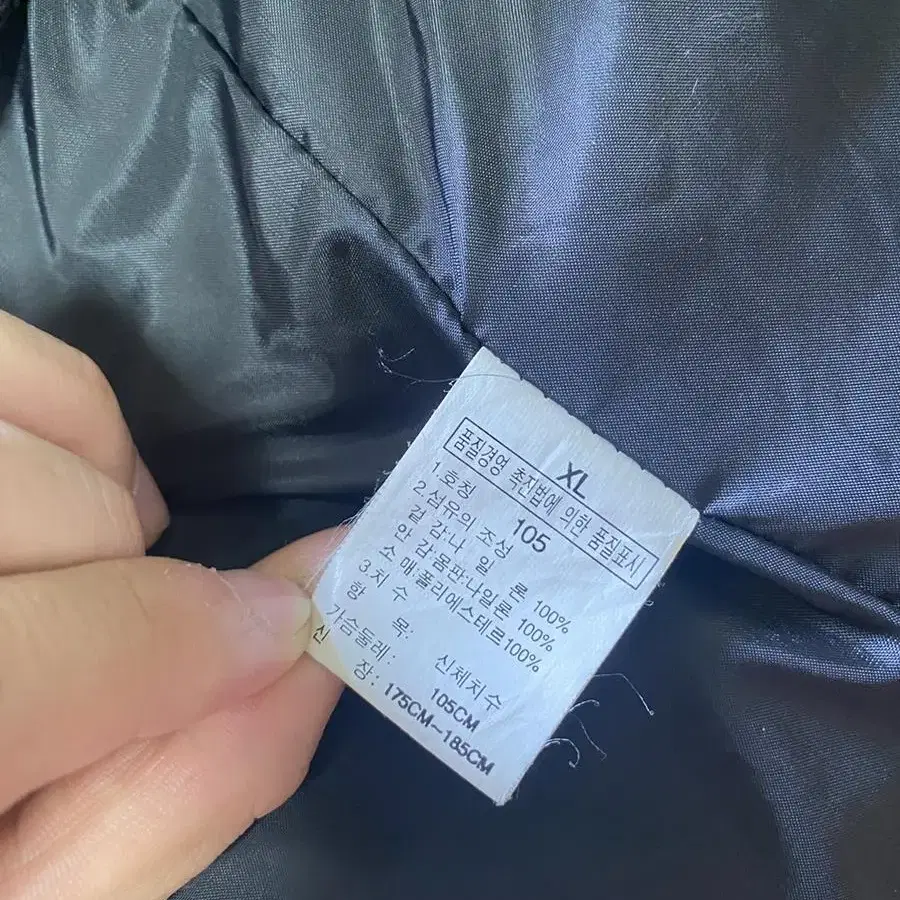 XL
품질경영 촉진법에 의한 품질표시
1.호칭 105
2.섬유의 조성
겉 감:나 일 론 100%
안 감:몸판:나일론 100%
소 매:폴리에스테르100%
3.치 수
항 목: 신체치수
가슴둘레: 105CM
신 장: 175CM~185CM